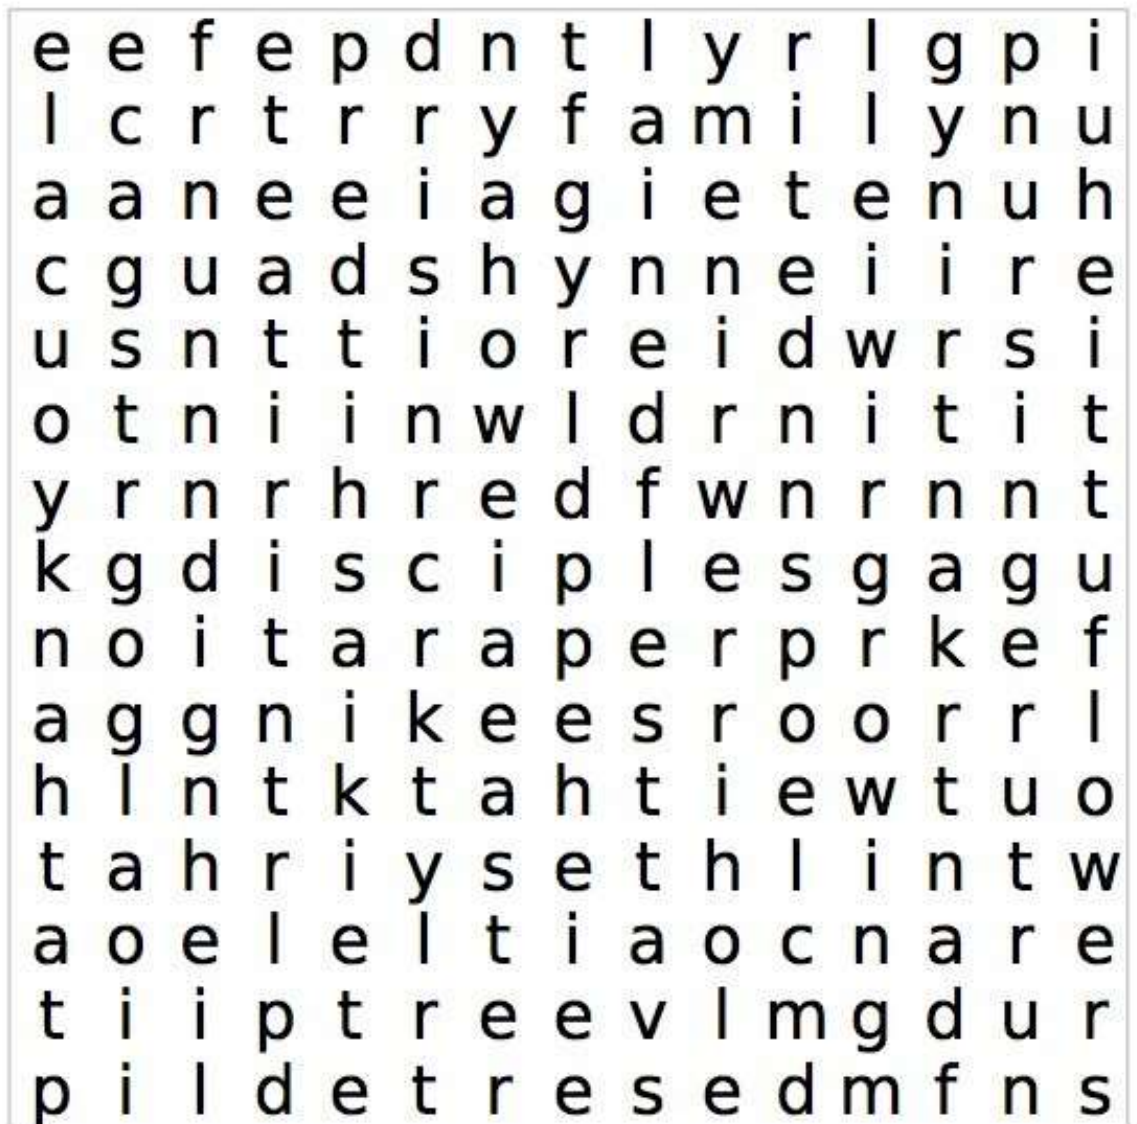 e e f e p d n t l y r l g p i
l c r t r r y f a m i l y n u
a a n e e i a g i e t e n u h
c g u a d s h y n n e i i r e
u s n t t i o r e i d w r s i
o t n i i n w l d r n i t i t
y r n r h r e d f w n r n n t
k g d i s c i p l e s g a g u
n o i t a r a p e r p r k e f
a g g n i k e e s r o o r r l
h l n t k t a h t i e w t u o
t a h r i y s e t h l i n t w
a o e l e l t i a o c n a r e
t i i p t r e e v l m g d u r
p i l d e t r e s e d m f n s